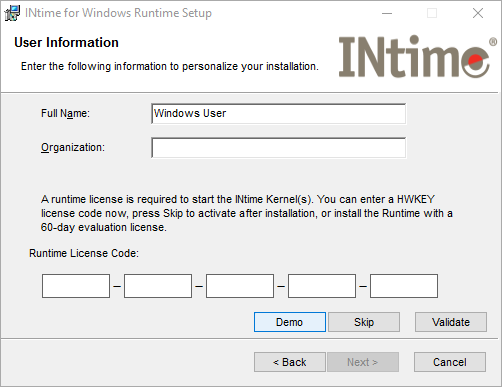 INtime for Windows Runtime Setup
User Information
Enter the following information to personalize your installation.
INtime®
Full Name:
Windows User
Organization:
A runtime license is required to start the INtime Kernel(s). You can enter a HWKEY
license code now, press Skip to activate after installation, or install the Runtime with a
60-day evaluation license.
Runtime License Code:
– – – –
Demo Skip Validate
< Back Next > Cancel